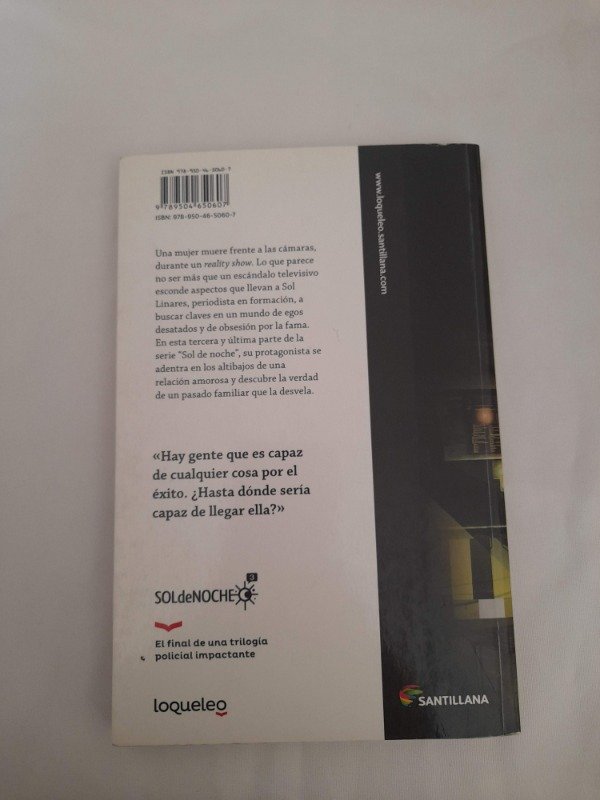 ISBN 978-950-46-5060-7
9 789504 650607
ISBN: 978-950-46-5060-7
Una mujer muere frente a las cámaras,
durante un reality show. Lo que parece
no ser más que un escándalo televisivo
esconde aspectos que llevan a Sol
Linares, periodista en formación, a
buscar claves en un mundo de egos
desatados y de obsesión por la fama.
En esta tercera y última parte de la
serie “Sol de noche”, su protagonista se
adentra en los altibajos de una
relación amorosa y descubre la verdad
de un pasado familiar que la desvela.
«Hay gente que es capaz
de cualquier cosa por el
éxito. ¿Hasta dónde sería
capaz de llegar ella?»
SOLdeNOCHE 3
El final de una trilogía
policial impactante
loqueleo
www.loqueleo.santillana.com
SANTILLANA